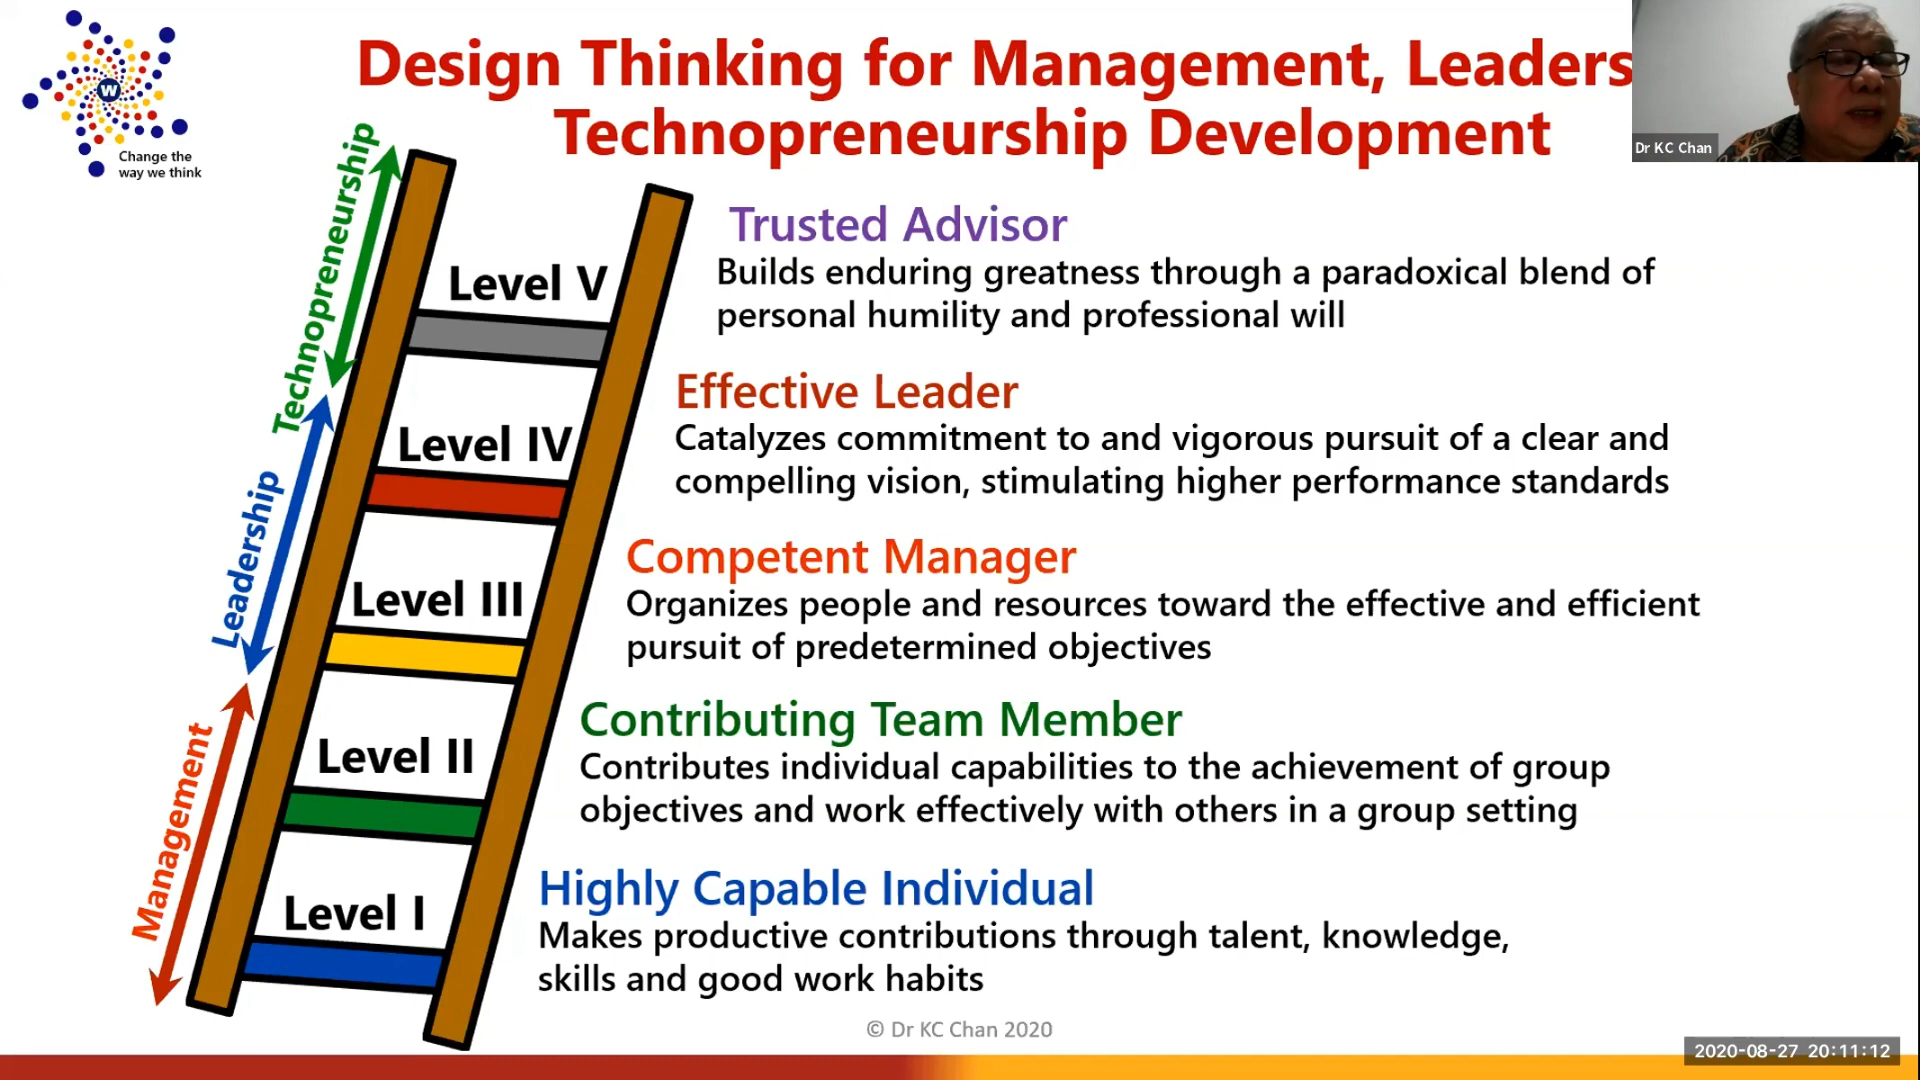 Design Thinking for Management, Leaders
Technopreneurship Development
Dr KC Chan
W
Change the
way we think
Technopreneurship
Leadership
Management
Level V
Trusted Advisor
Builds enduring greatness through a paradoxical blend of
personal humility and professional will
Level IV
Effective Leader
Catalyzes commitment to and vigorous pursuit of a clear and
compelling vision, stimulating higher performance standards
Level III
Competent Manager
Organizes people and resources toward the effective and efficient
pursuit of predetermined objectives
Level II
Contributing Team Member
Contributes individual capabilities to the achievement of group
objectives and work effectively with others in a group setting
Level I
Highly Capable Individual
Makes productive contributions through talent, knowledge,
skills and good work habits
© Dr KC Chan 2020
2020-08-27 20:11:12